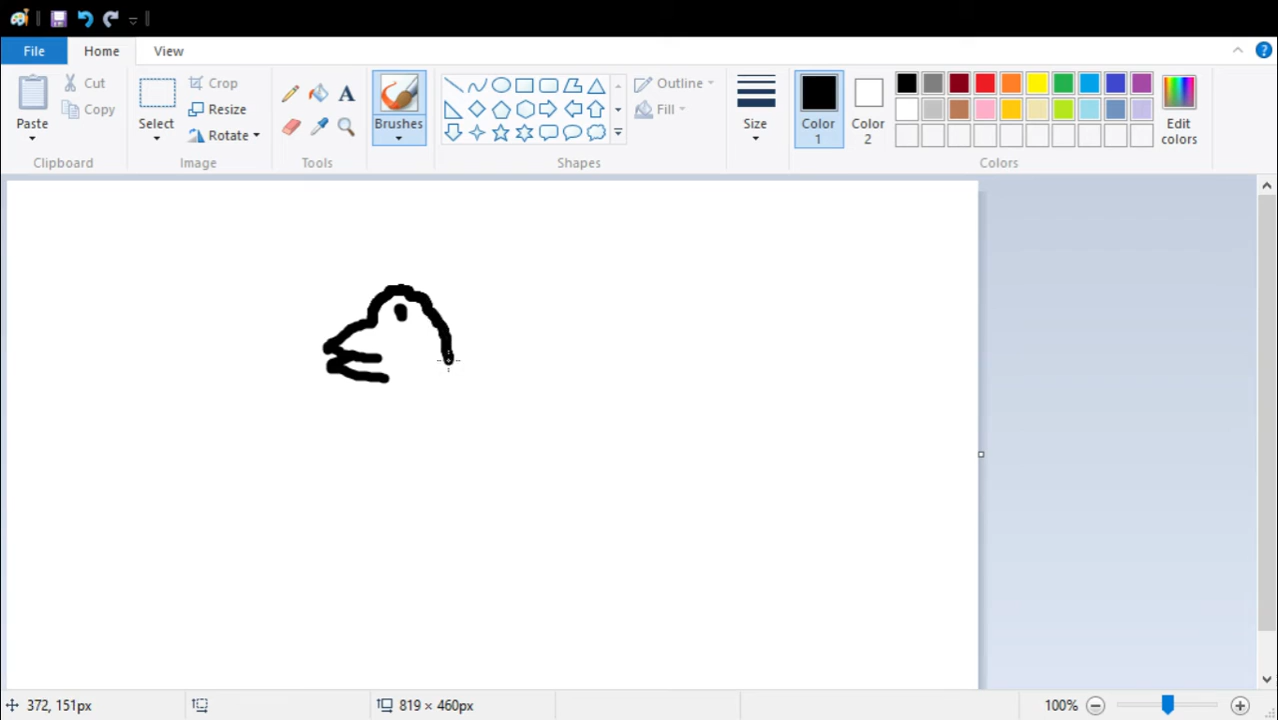 File Home View
Paste Cut Copy Clipboard
Select Crop Resize Rotate Image
A Tools
Brushes
Shapes
Outline Fill
Size
Color 1 Color 2 Edit colors Colors
372, 151px 819 × 460px 100%